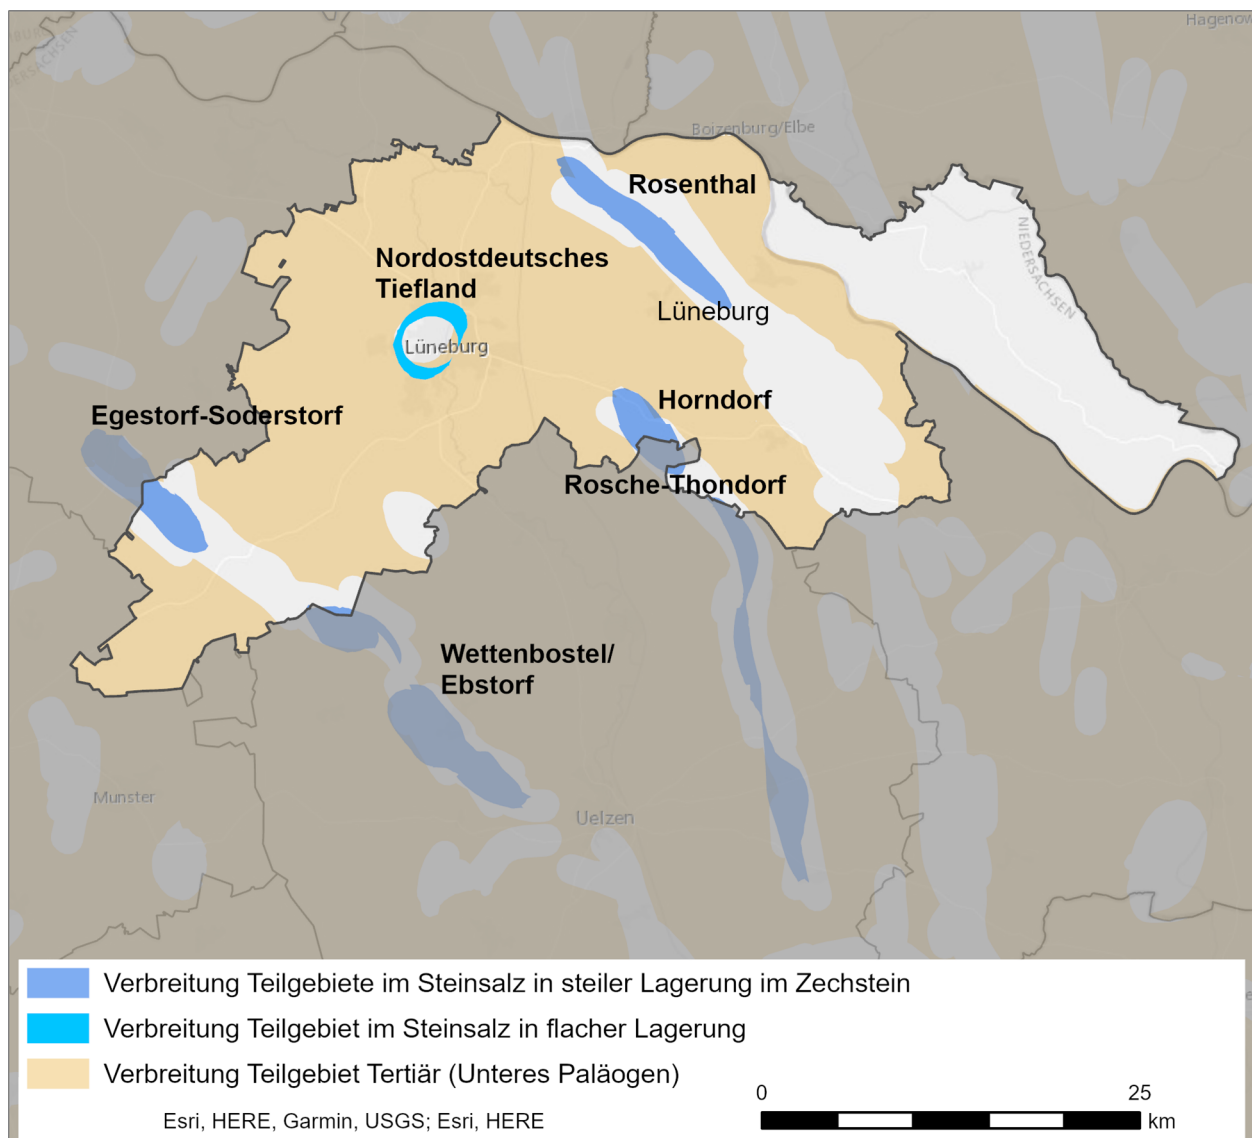 Hagenow
NIEDERSACHSEN
Boizenburg/Elbe
Rosenthal
NIEDERSACHSEN
Nordostdeutsches
Tiefland
Lüneburg
Lüneburg
Egestorf-Soderstorf
Horndorf
Rosche-Thondorf
Wettenbostel/
Ebstorf
Munster
Uelzen
Verbreitung Teilgebiete im Steinsalz in steiler Lagerung im Zechstein
Verbreitung Teilgebiet im Steinsalz in flacher Lagerung
Verbreitung Teilgebiet Tertiär (Unteres Paläogen)
0 25
km
Esri, HERE, Garmin, USGS; Esri, HERE